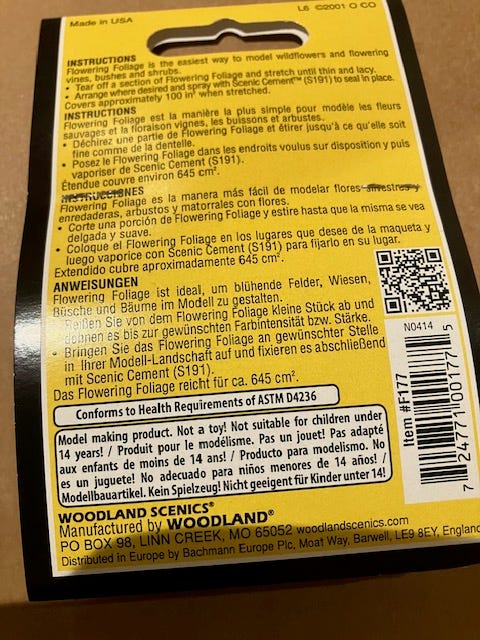 Made in USA
L6 ©2001 O CO
INSTRUCTIONS
Flowering Foliage is the easiest way to model wildflowers and flowering
vines, bushes and shrubs.
• Tear off a section of Flowering Foliage and stretch until thin and lacy.
• Arrange where desired and spray with Scenic Cement™ (S191) to seal in place.
Covers approximately 100 in² when stretched.
INSTRUCTIONS
Flowering Foliage est la manière la plus simple pour modèle les fleurs
sauvages et la floraison vignes, les buissons et arbustes.
• Déchirez une partie de Flowering Foliage et étirer jusqu'à ce qu'elle soit
fine comme de la dentelle.
• Posez le Flowering Foliage dans les endroits voulus sur disposition y puis
vaporiser de Scenic Cement (S191).
Étendue couvre environ 645 cm².
INSTRUCCIONES
Flowering Foliage es la manera más fácil de modelar flores silvestres y
enredaderas, arbustos y matorrales con flores.
• Corte una porción de Flowering Foliage y estire hasta que la misma se vea
delgada y suave.
• Coloque el Flowering Foliage en los lugares que desee de la maqueta y
luego vaporice con Scenic Cement (S191) para fijarlo en su lugar.
Extendido cubre aproximadamente 645 cm².
ANWEISUNGEN
Flowering Foliage ist ideal, um blühende Felder, Wiesen,
Büsche und Bäume im Modell zu gestalten.
• Reißen Sie von dem Flowering Foliage kleine Stück ab und
dehnen es bis zur gewünschten Farbintensität bzw. Stärke.
• Bringen Sie das Flowering Foliage an gewünschter Stelle
in Ihrer Modell-Landschaft auf und fixieren es abschließend
mit Scenic Cement (S191).
Das Flowering Foliage reicht für ca. 645 cm².
Conforms to Health Requirements of ASTM D4236
Model making product. Not a toy! Not suitable for children under
14 years! / Produit pour le modélisme. Pas un jouet! Pas adapté
aux enfants de moins de 14 ans! / Producto para modelismo. No
es un juguete! No adecuado para niños menores de 14 años! /
Modellbauartikel. Kein Spielzeug! Nicht geeigent für Kinder unter 14!
N0414
Item #F177
7 24771 00177 5
WOODLAND SCENICS®
Manufactured by WOODLAND®
PO BOX 98, LINN CREEK, MO 65052 woodlandscenics.com
Distributed in Europe by Bachmann Europe Plc, Moat Way, Barwell, LE9 8EY, England